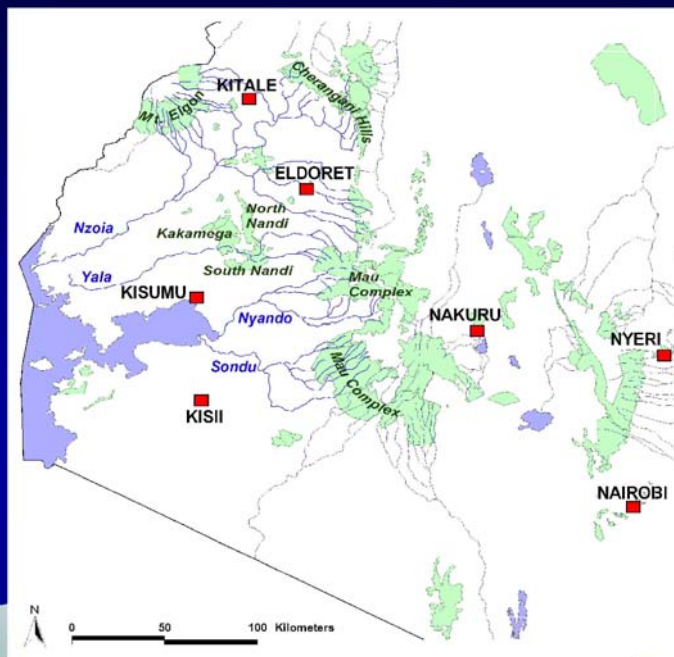 KITALE
Mt. Elgon
Cherangani Hills
ELDORET
North
Nandi
Kakamega
Nzoia
South Nandi
Yala
Mau
Complex
KISUMU
Nyando
NAKURU
NYERI
Sondu
Mau Complex
KISII
NAIROBI
N
0 50 100 Kilometers